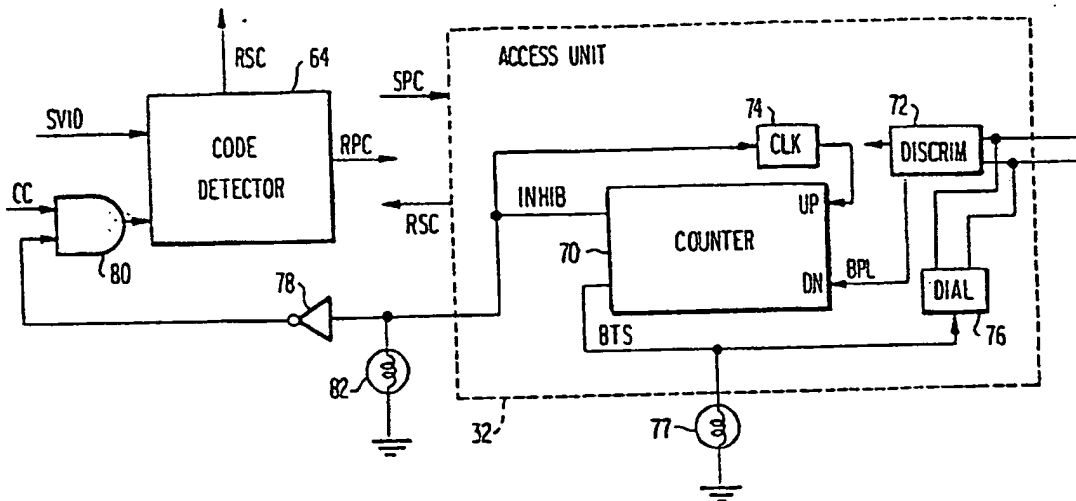 RSC
64
SVID
CODE
DETECTOR
RPC
CC
80
78
82
SPC
RSC
ACCESS UNIT
74
CLK
72
DISCRIM
INHIB
UP
70
COUNTER
DN
BPL
DIAL
76
BTS
32
77